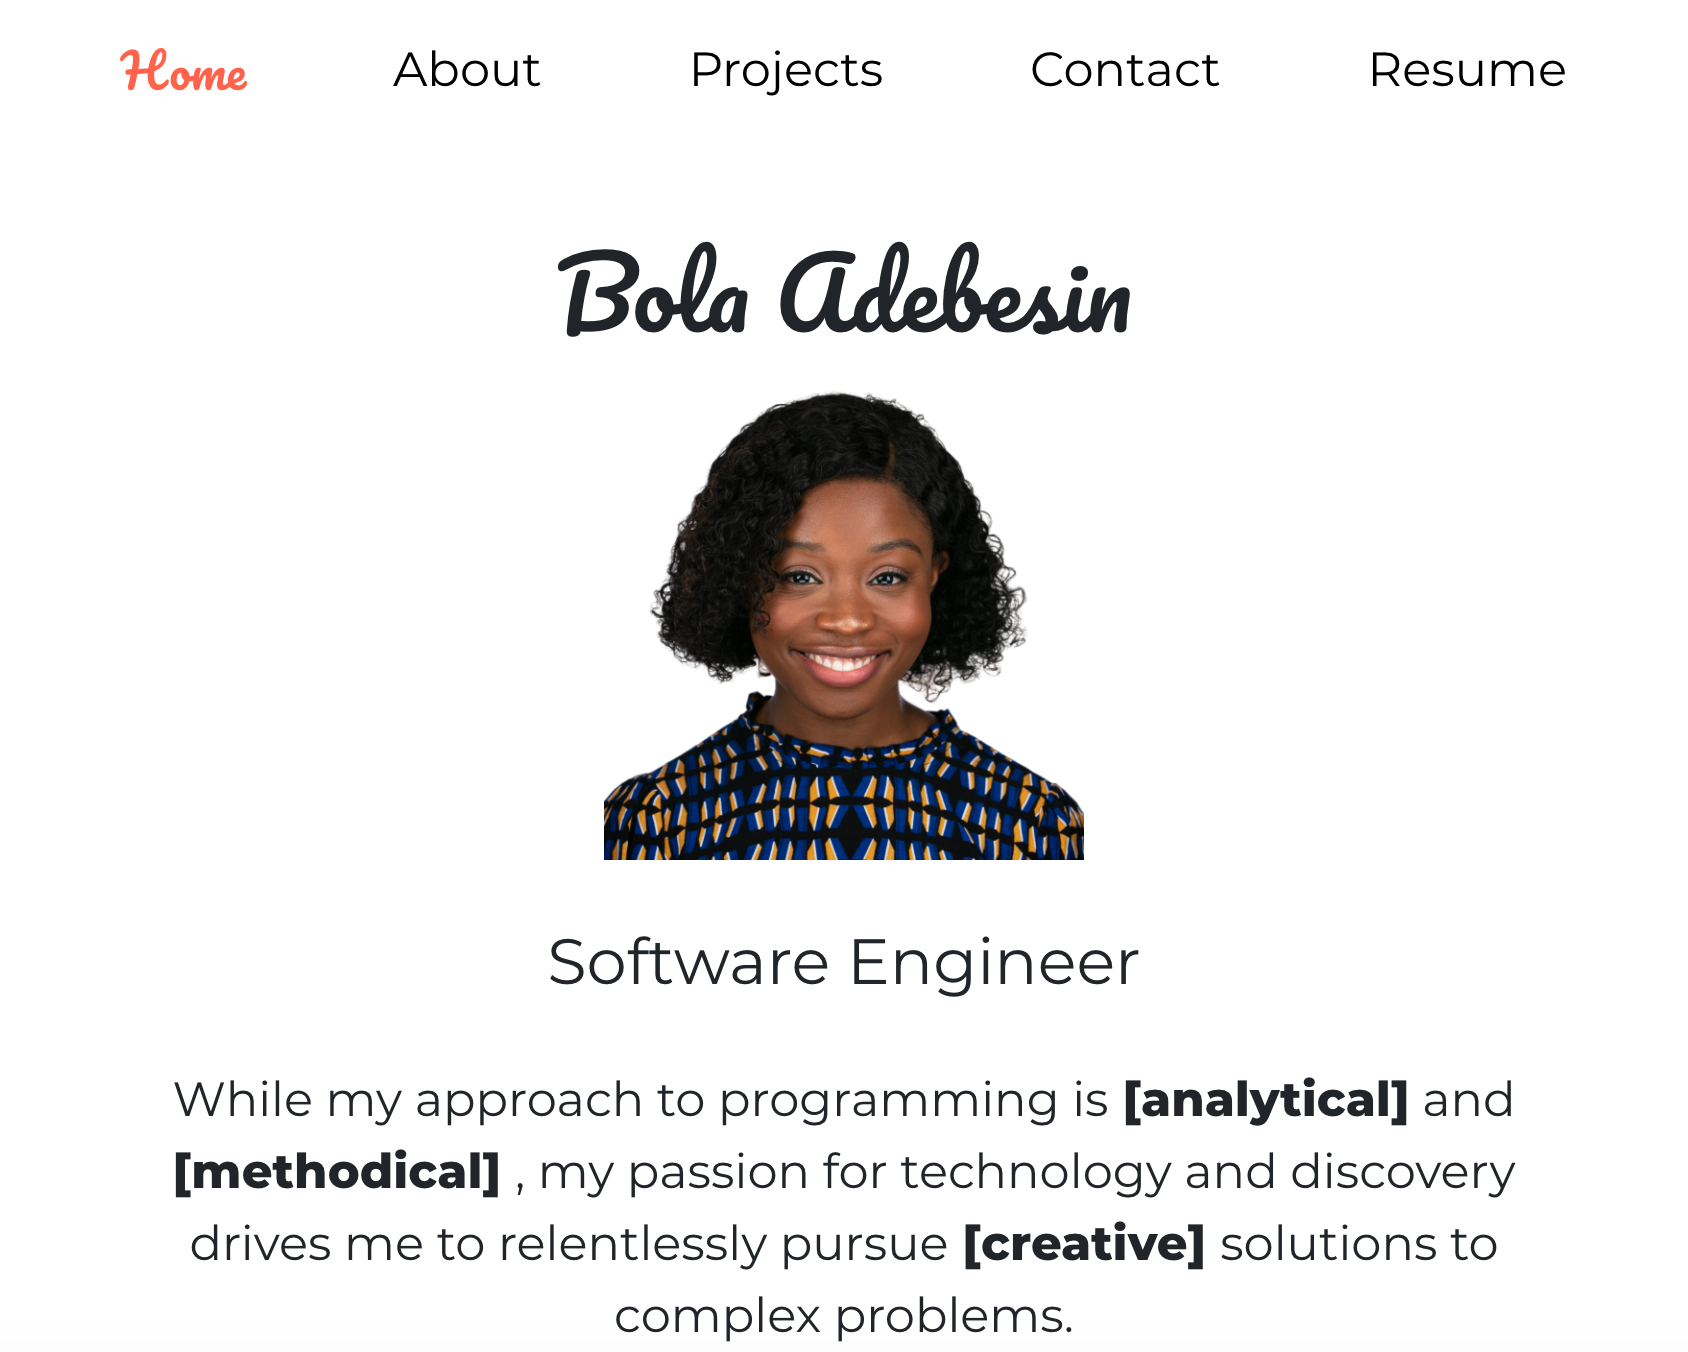 Home About Projects Contact Resume
Bola Adebesin
Software Engineer
While my approach to programming is [analytical] and
[methodical] , my passion for technology and discovery
drives me to relentlessly pursue [creative] solutions to
complex problems.